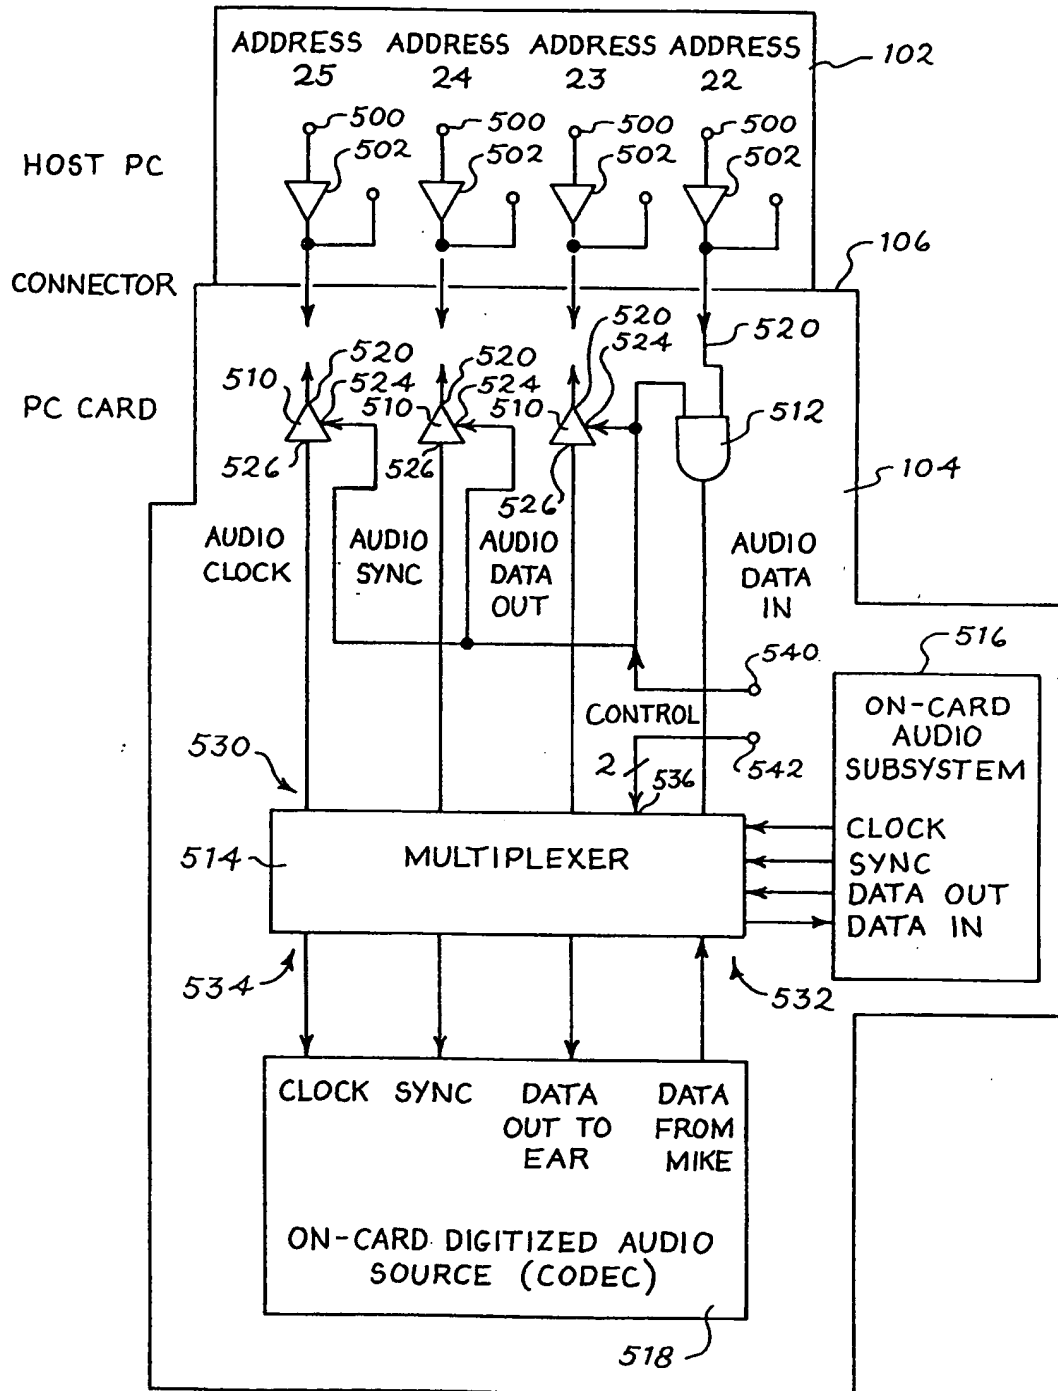 ADDRESS 25
ADDRESS 24
ADDRESS 23
ADDRESS 22
102
500
500
500
500
502
502
502
502
HOST PC
106
CONNECTOR
520
520
520
520
524
524
524
510
510
510
512
PC CARD
526
526
526
104
AUDIO CLOCK
AUDIO SYNC
AUDIO DATA OUT
AUDIO DATA IN
516
540
ON-CARD AUDIO SUBSYSTEM
CONTROL
530
2
536
542
CLOCK
SYNC
DATA OUT
DATA IN
514
MULTIPLEXER
534
532
CLOCK
SYNC
DATA OUT TO EAR
DATA FROM MIKE
ON-CARD DIGITIZED AUDIO
SOURCE (CODEC)
518